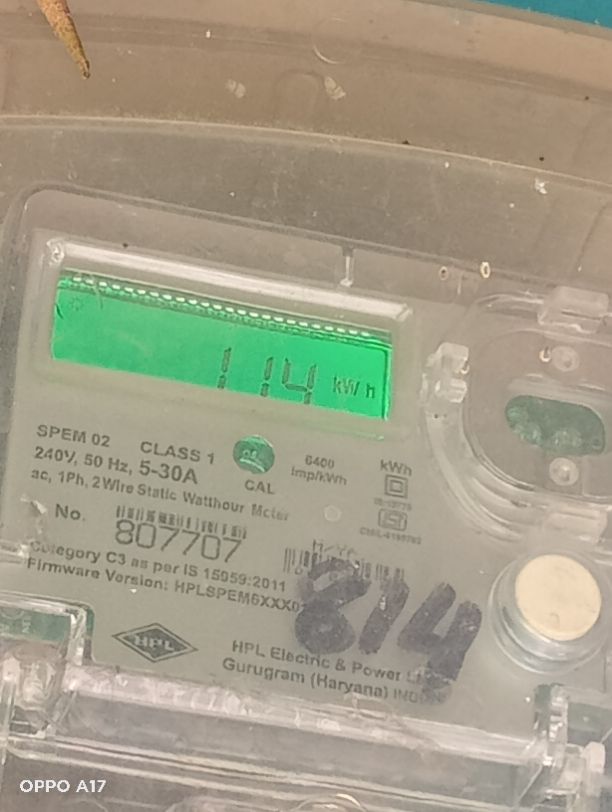 114 kW h
SPEM 02 CLASS 1
240V, 50 Hz, 5-30A
ac, 1Ph, 2Wire Static Watthour Meter
CAL
6400
imp/kWh
kWh
No.
807707
Category C3 as per IS 15959:2011
Firmware Version: HPLSPEM6XXX0
814
HPL
HPL Electric & Power
Gurugram (Haryana) INDIA
OPPO A17